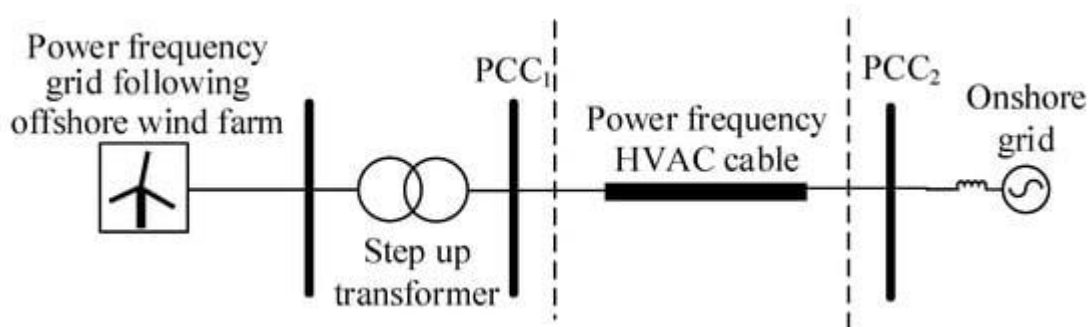 Power frequency
grid following
offshore wind farm
Step up
transformer
PCC₁
Power frequency
HVAC cable
PCC₂
Onshore
grid